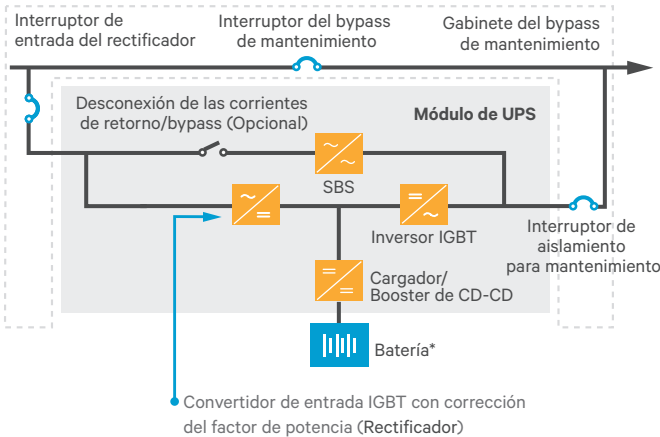 Interruptor de
entrada del rectificador
Interruptor del bypass
de mantenimiento
Gabinete del bypass
de mantenimiento
Desconexión de las corrientes
de retorno/bypass (Opcional)
Módulo de UPS
SBS
Inversor IGBT
Interruptor de
aislamiento
para mantenimiento
Cargador/
Booster de CD-CD
Batería*
Convertidor de entrada IGBT con corrección
del factor de potencia (Rectificador)